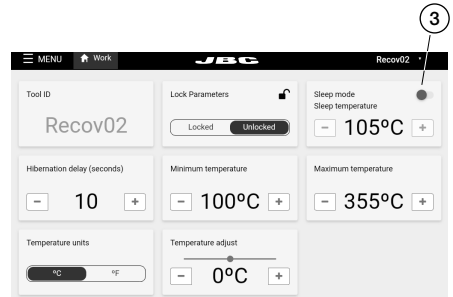 3
MENU Work JBC Recov02
Tool ID
Recov02
Lock Parameters
Locked Unlocked
Sleep mode
Sleep temperature
− 105ºC +
Hibernation delay (seconds)
− 10 +
Minimum temperature
− 100ºC +
Maximum temperature
− 355ºC +
Temperature units
ºC ºF
Temperature adjust
− 0ºC +